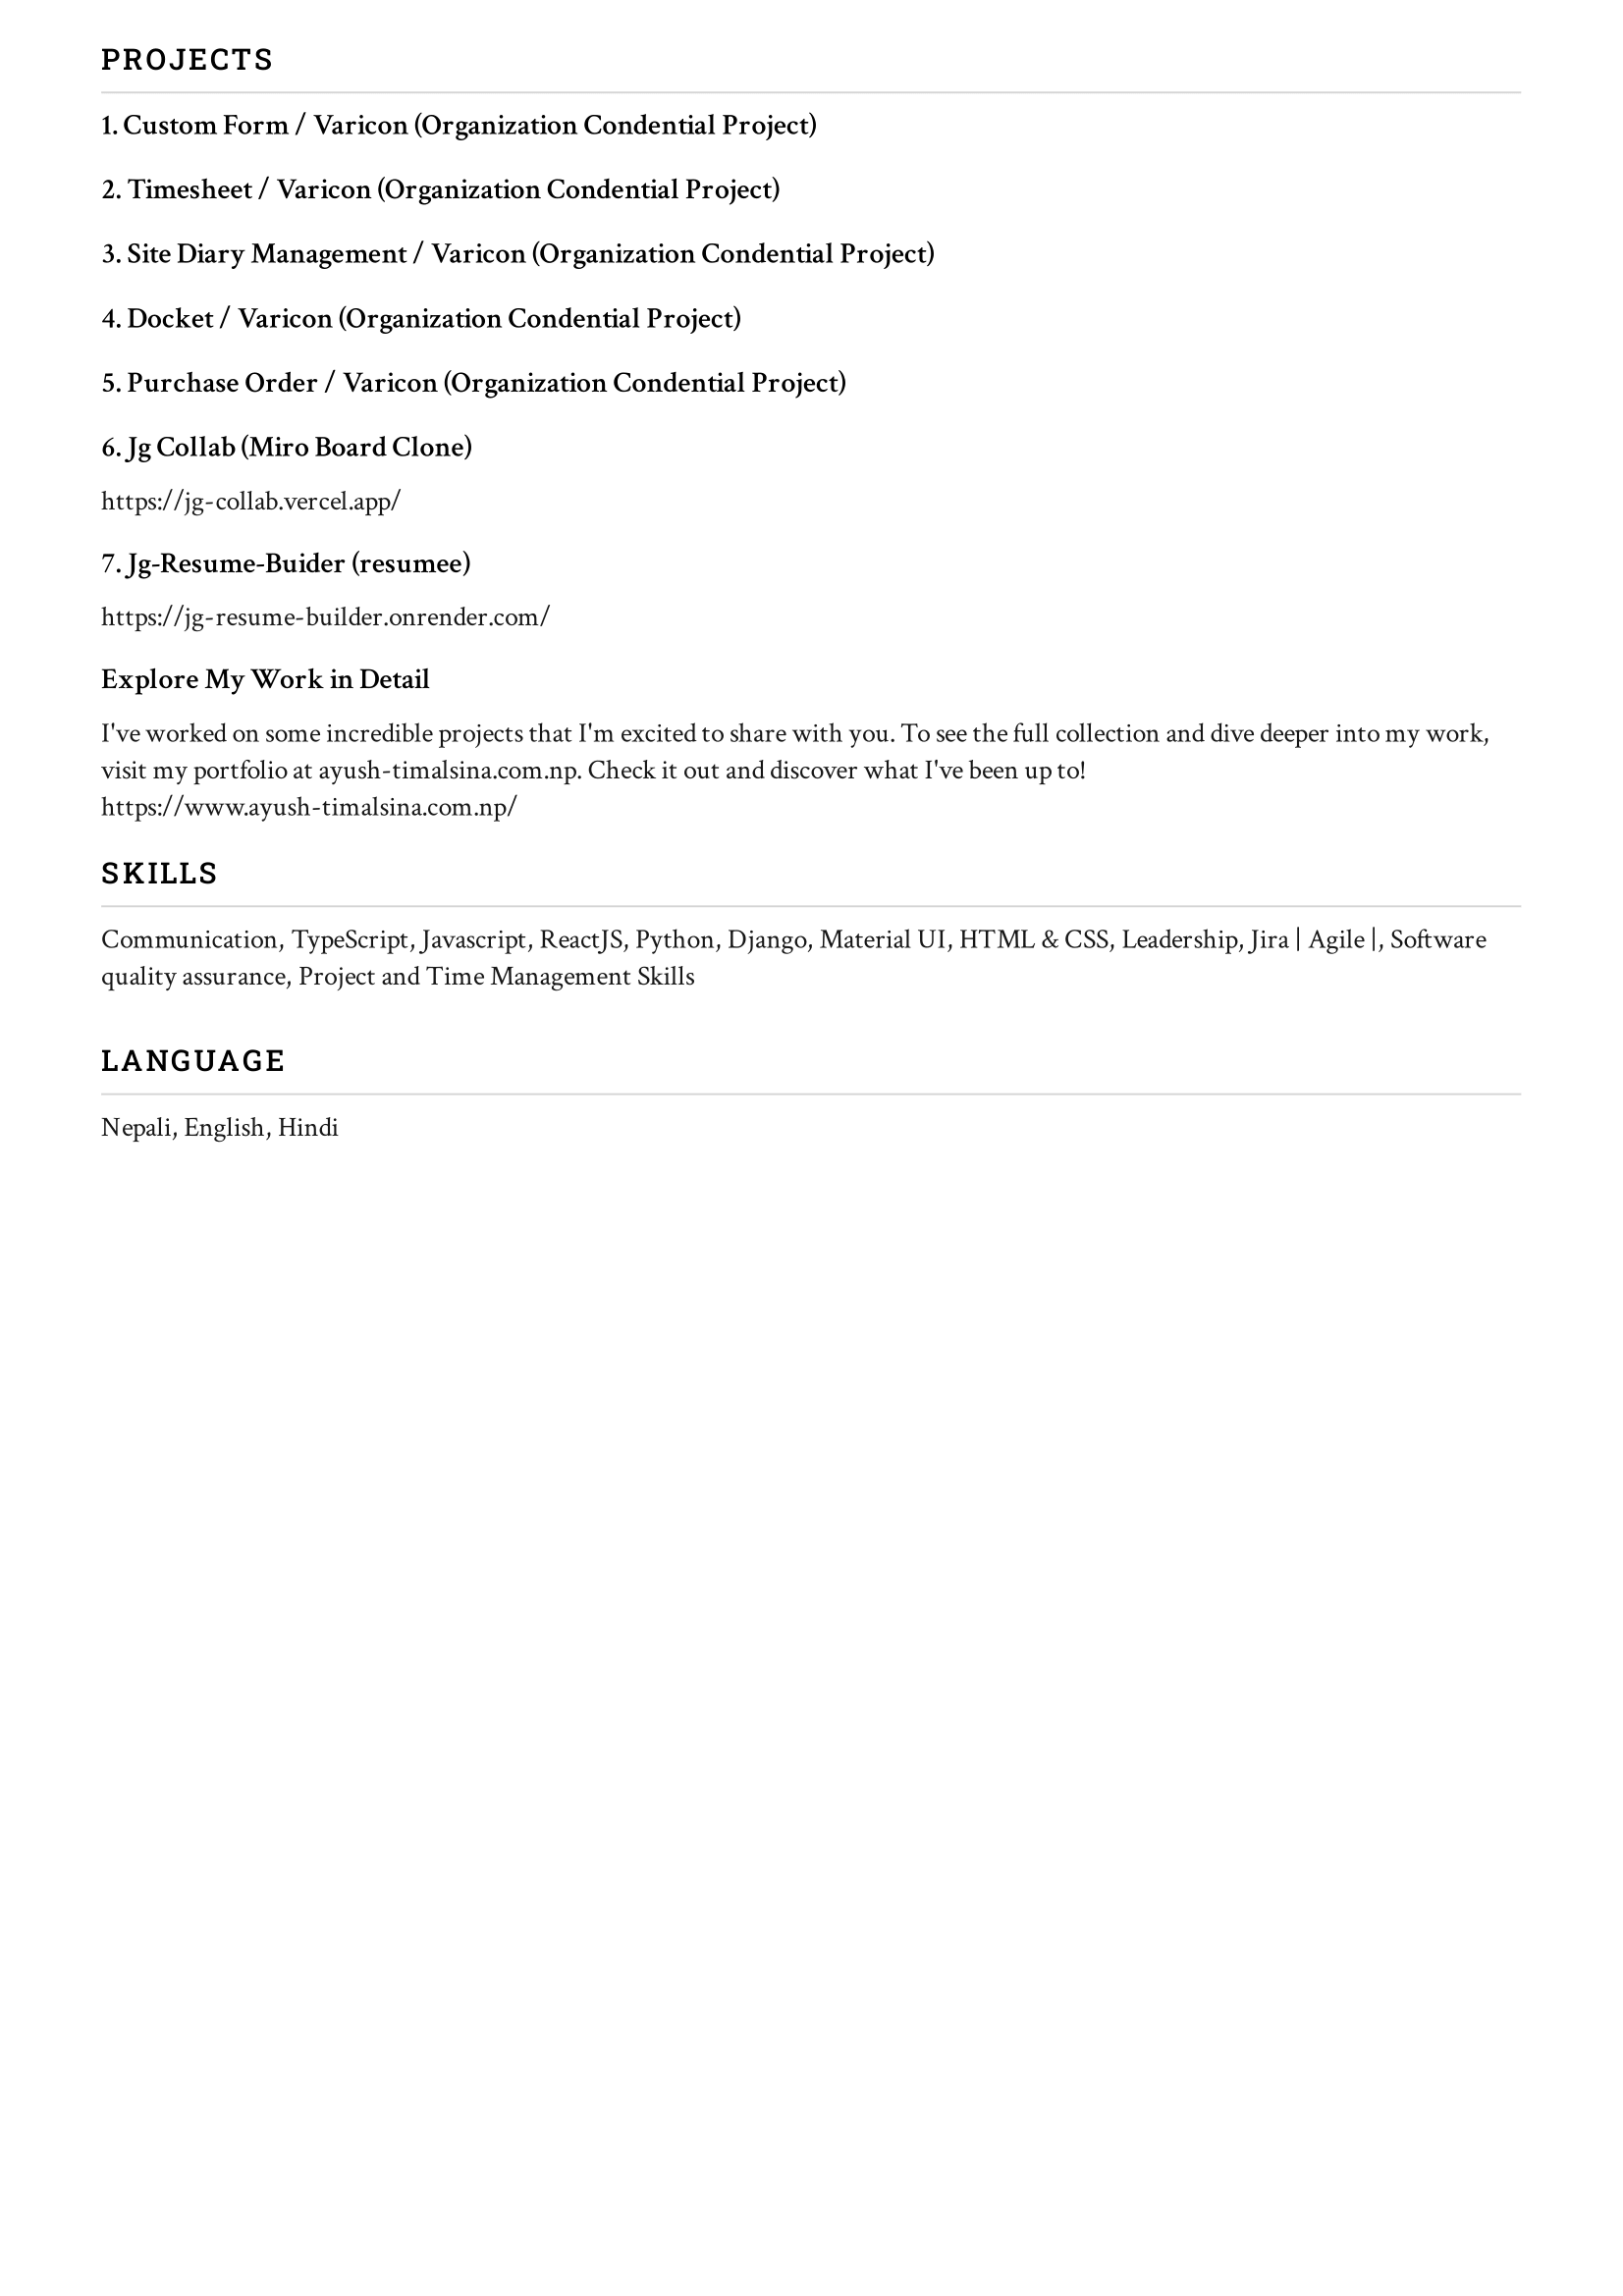 PROJECTS
1. Custom Form / Varicon (Organization Condential Project)
2. Timesheet / Varicon (Organization Condential Project)
3. Site Diary Management / Varicon (Organization Condential Project)
4. Docket / Varicon (Organization Condential Project)
5. Purchase Order / Varicon (Organization Condential Project)
6. Jg Collab (Miro Board Clone)
https://jg-collab.vercel.app/
7. Jg-Resume-Buider (resumee)
https://jg-resume-builder.onrender.com/
Explore My Work in Detail
I've worked on some incredible projects that I'm excited to share with you. To see the full collection and dive deeper into my work,
visit my portfolio at ayush-timalsina.com.np. Check it out and discover what I've been up to!
https://www.ayush-timalsina.com.np/
SKILLS
Communication, TypeScript, Javascript, ReactJS, Python, Django, Material UI, HTML & CSS, Leadership, Jira | Agile |, Software
quality assurance, Project and Time Management Skills
LANGUAGE
Nepali, English, Hindi